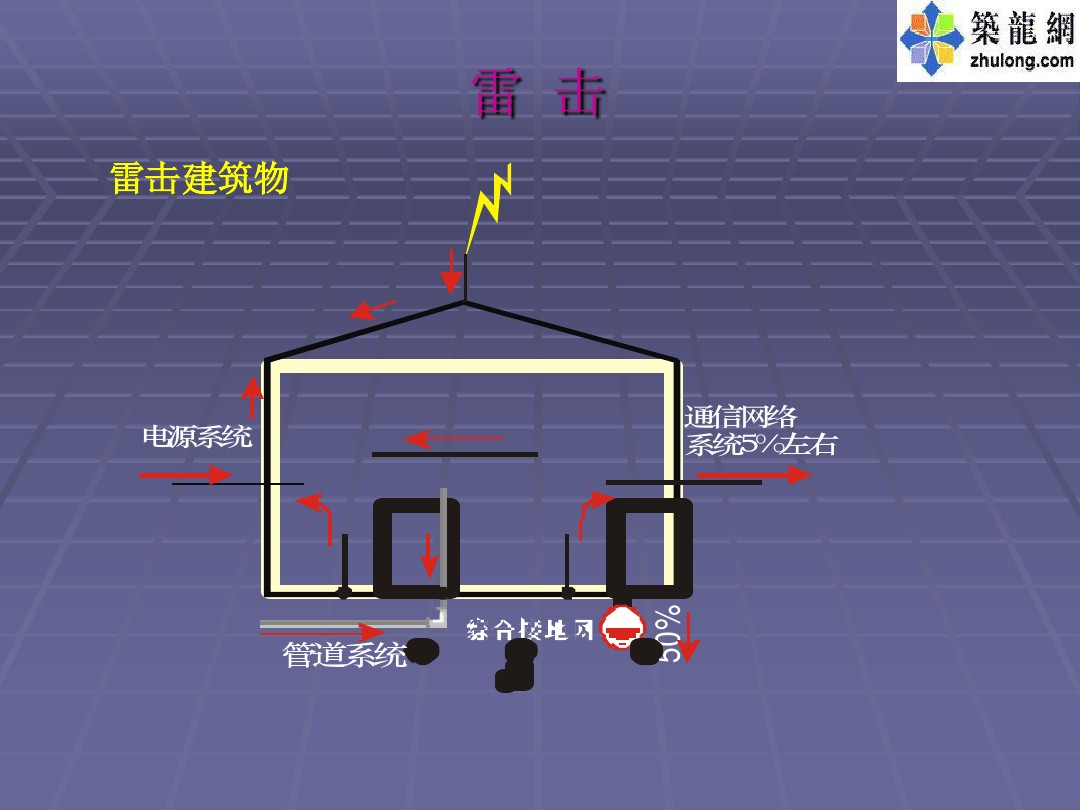 築龍網
zhulong.com
雷 击
雷击建筑物
通信网络
系统5%左右
电源系统
综合接地网
50%
管道系统